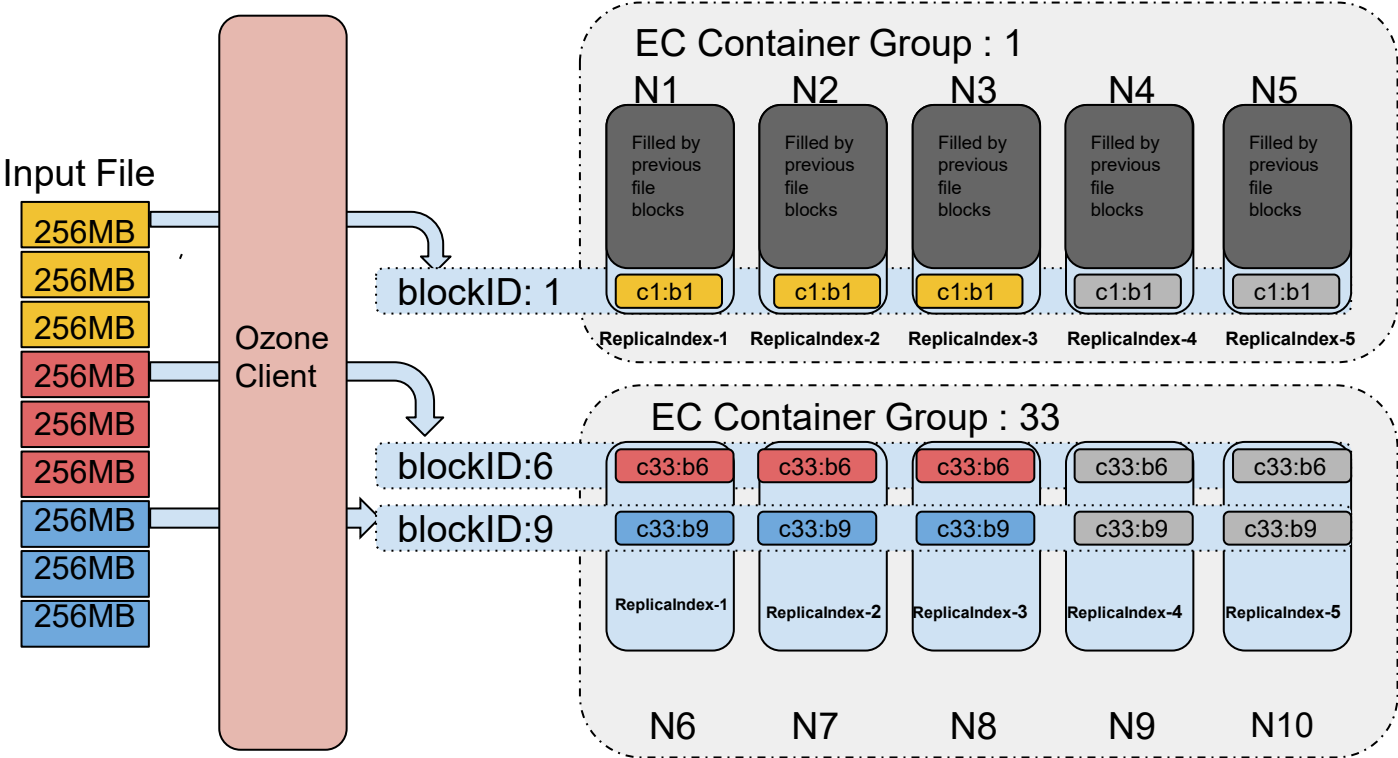 Input File
256MB
256MB
256MB
256MB
256MB
256MB
256MB
256MB
256MB
,
Ozone
Client
EC Container Group : 1
N1 N2 N3 N4 N5
Filled by
previous
file
blocks
Filled by
previous
file
blocks
Filled by
previous
file
blocks
Filled by
previous
file
blocks
Filled by
previous
file
blocks
blockID: 1 c1:b1 c1:b1 c1:b1 c1:b1 c1:b1
ReplicaIndex-1 ReplicaIndex-2 ReplicaIndex-3 ReplicaIndex-4 ReplicaIndex-5
EC Container Group : 33
blockID:6 c33:b6 c33:b6 c33:b6 c33:b6 c33:b6
blockID:9 c33:b9 c33:b9 c33:b9 c33:b9 c33:b9
ReplicaIndex-1 ReplicaIndex-2 ReplicaIndex-3 ReplicaIndex-4 ReplicaIndex-5
N6 N7 N8 N9 N10